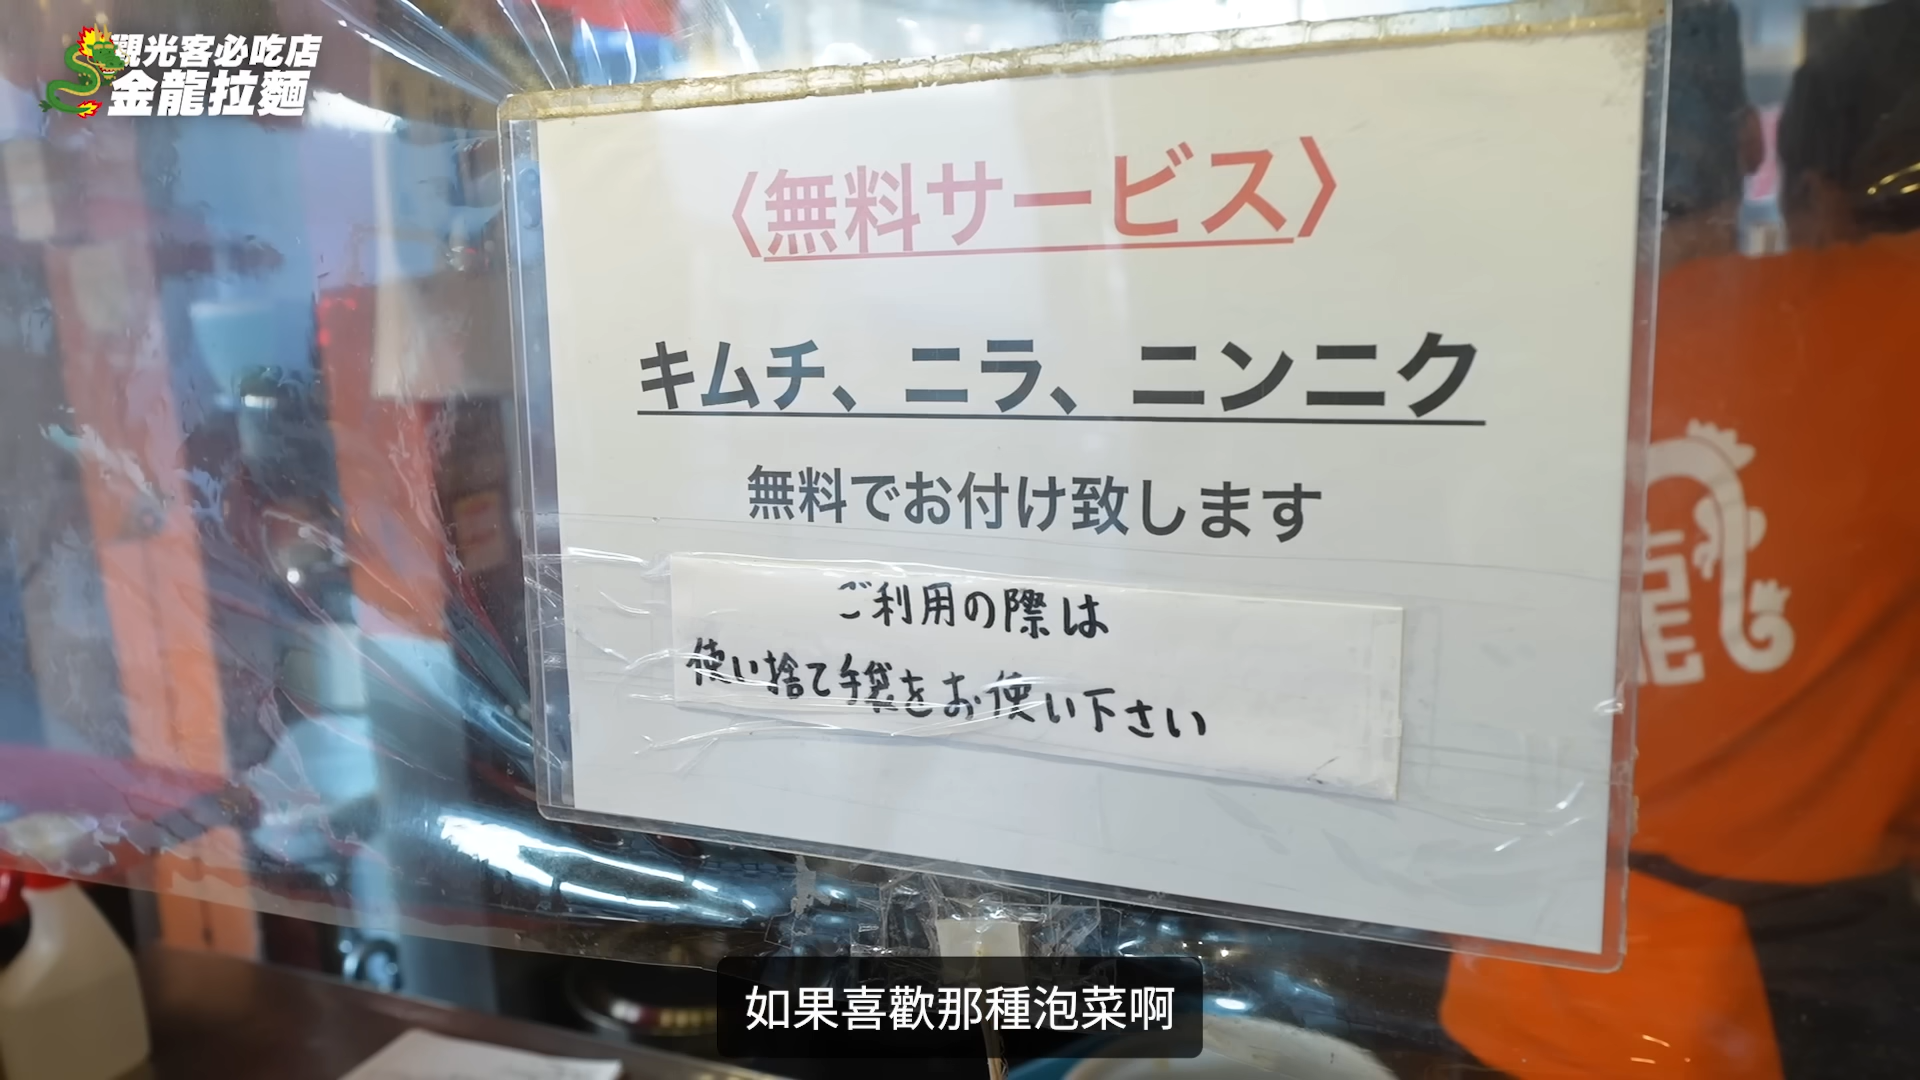 觀光客必吃店
金龍拉麵
〈無料サービス〉
キムチ、ニラ、ニンニク
無料でお付け致します
ご利用の際は
使い捨て手袋をお使い下さい
龍
如果喜歡那種泡菜啊